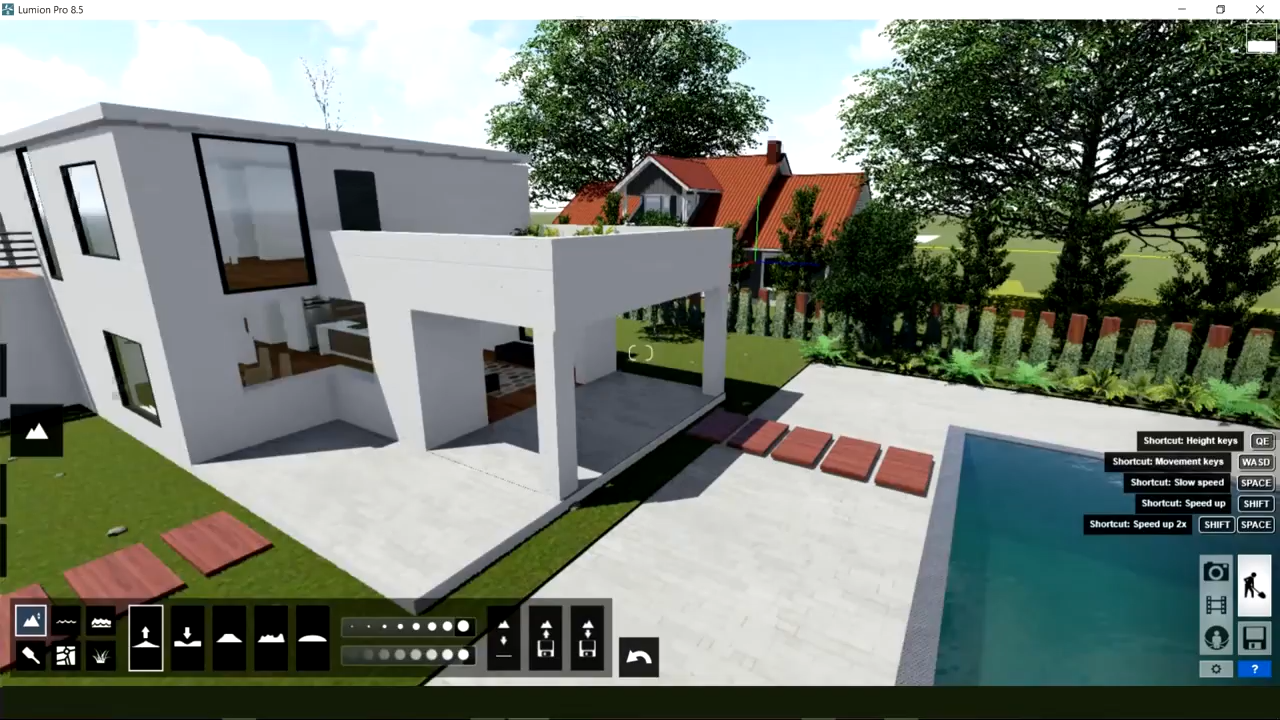 Lumion Pro 8.5
Shortcut: Height keys QE
Shortcut: Movement keys WASD
Shortcut: Slow speed SPACE
Shortcut: Speed up SHIFT
Shortcut: Speed up 2x SHIFT SPACE
?